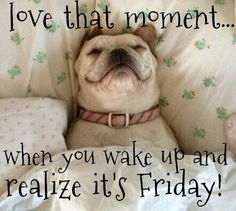 love that moment...
when you wake up and
realize it's Friday!